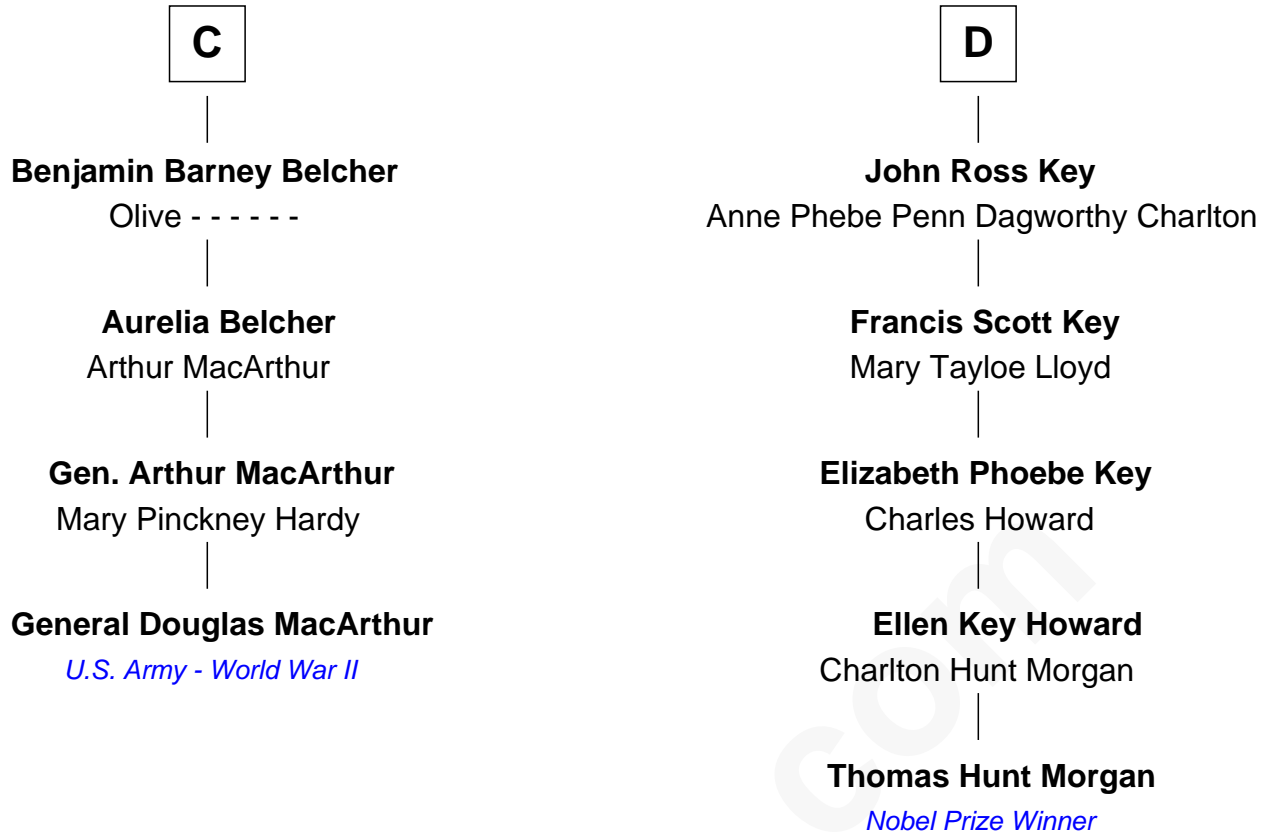 C
Benjamin Barney Belcher
Olive - - - - - -
Aurelia Belcher
Arthur MacArthur
Gen. Arthur MacArthur
Mary Pinckney Hardy
General Douglas MacArthur
U.S. Army - World War II
D
John Ross Key
Anne Phebe Penn Dagworthy Charlton
Francis Scott Key
Mary Tayloe Lloyd
Elizabeth Phoebe Key
Charles Howard
Ellen Key Howard
Charlton Hunt Morgan
Thomas Hunt Morgan
Nobel Prize Winner
com